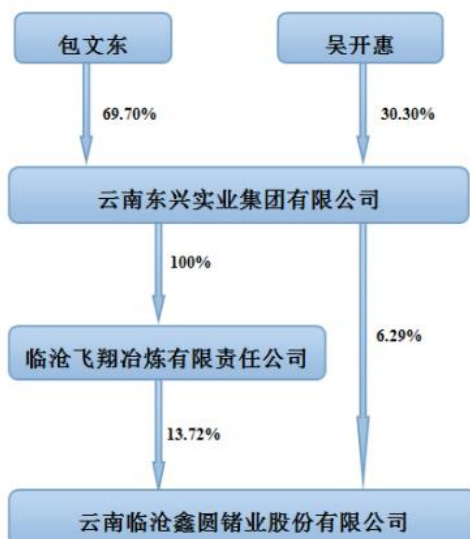 包文东
吴开惠
69.70%
30.30%
云南东兴实业集团有限公司
100%
临沧飞翔冶炼有限责任公司
6.29%
13.72%
云南临沧鑫圆锗业股份有限公司